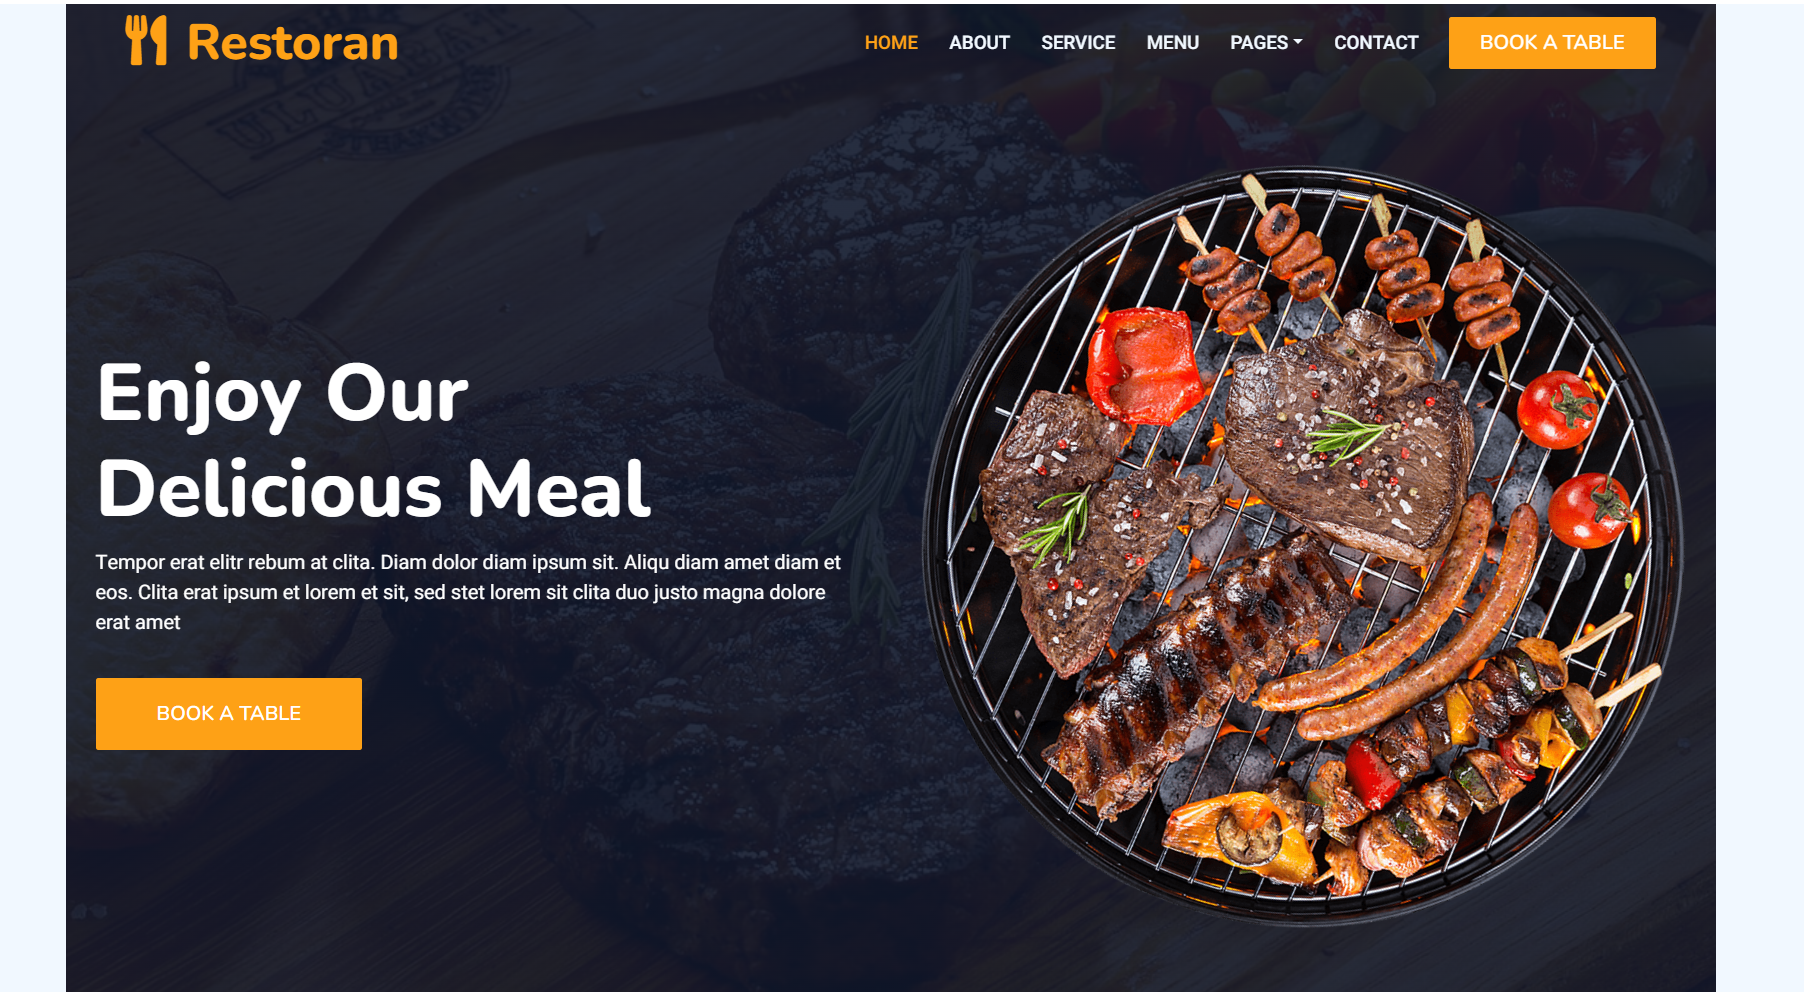 Restoran
HOME ABOUT SERVICE MENU PAGES CONTACT BOOK A TABLE
Enjoy Our
Delicious Meal
Tempor erat elitr rebum at clita. Diam dolor diam ipsum sit. Aliqu diam amet diam et
eos. Clita erat ipsum et lorem et sit, sed stet lorem sit clita duo justo magna dolore
erat amet
BOOK A TABLE